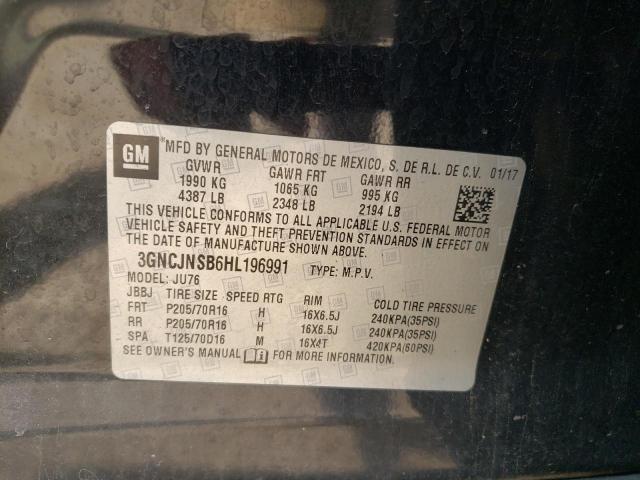 GM
®MFD BY GENERAL MOTORS DE MEXICO, S. DE R.L. DE C.V. 01/17
GVWR GAWR FRT GAWR RR
1990 KG 1065 KG 995 KG
4387 LB 2348 LB 2194 LB
THIS VEHICLE CONFORMS TO ALL APPLICABLE U.S. FEDERAL MOTOR
VEHICLE SAFETY AND THEFT PREVENTION STANDARDS IN EFFECT ON
THE DATE OF MANUFACTURE SHOWN ABOVE.
3GNCJNSB6HL196991 TYPE: M.P.V.
MODEL: JU76
JBBJ TIRE SIZE SPEED RTG RIM COLD TIRE PRESSURE
FRT P205/70R16 H 16X6.5J 240KPA(35PSI)
RR P205/70R16 H 16X6.5J 240KPA(35PSI)
SPA T125/70D16 M 16X4T 420KPA(60PSI)
SEE OWNER'S MANUAL FOR MORE INFORMATION.